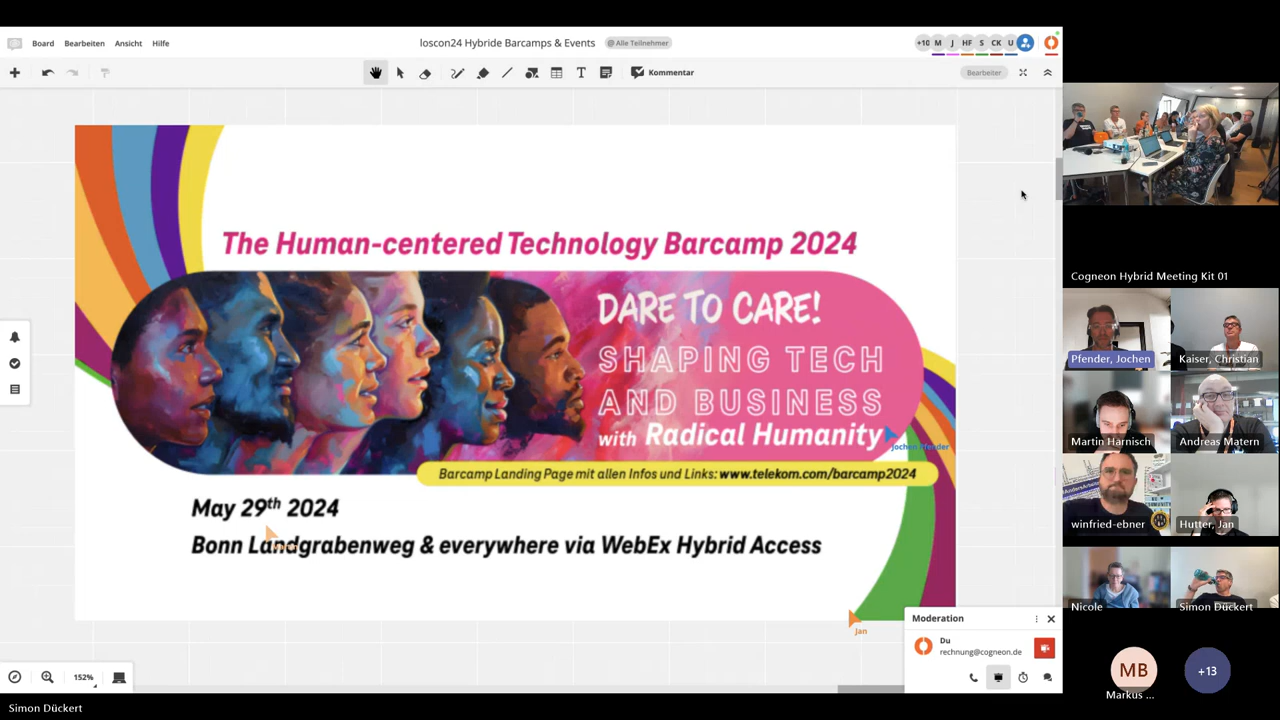 Board Bearbeiten Ansicht Hilfe
loscon24 Hybride Barcamps & Events
Alle Teilnehmer
+10 M J HF S CK U
T
Kommentar
Bearbeiter
The Human-centered Technology Barcamp 2024
DARE TO CARE!
SHAPING TECH
AND BUSINESS
with Radical Humanity
Jochen Pfender
Barcamp Landing Page mit allen Infos und Links: www.telekom.com/barcamp2024
May 29th 2024
Bonn Landgrabenweg & everywhere via WebEx Hybrid Access
Jan
Moderation
Du
rechnung@cogneon.de
152%
Simon Dückert
Cogneon Hybrid Meeting Kit 01
Pfender, Jochen
Kaiser, Christian
Martin Harnisch
Andreas Matern
winfried-ebner
Hutter, Jan
Nicole
Simon Dückert
MB
Markus ...
+13